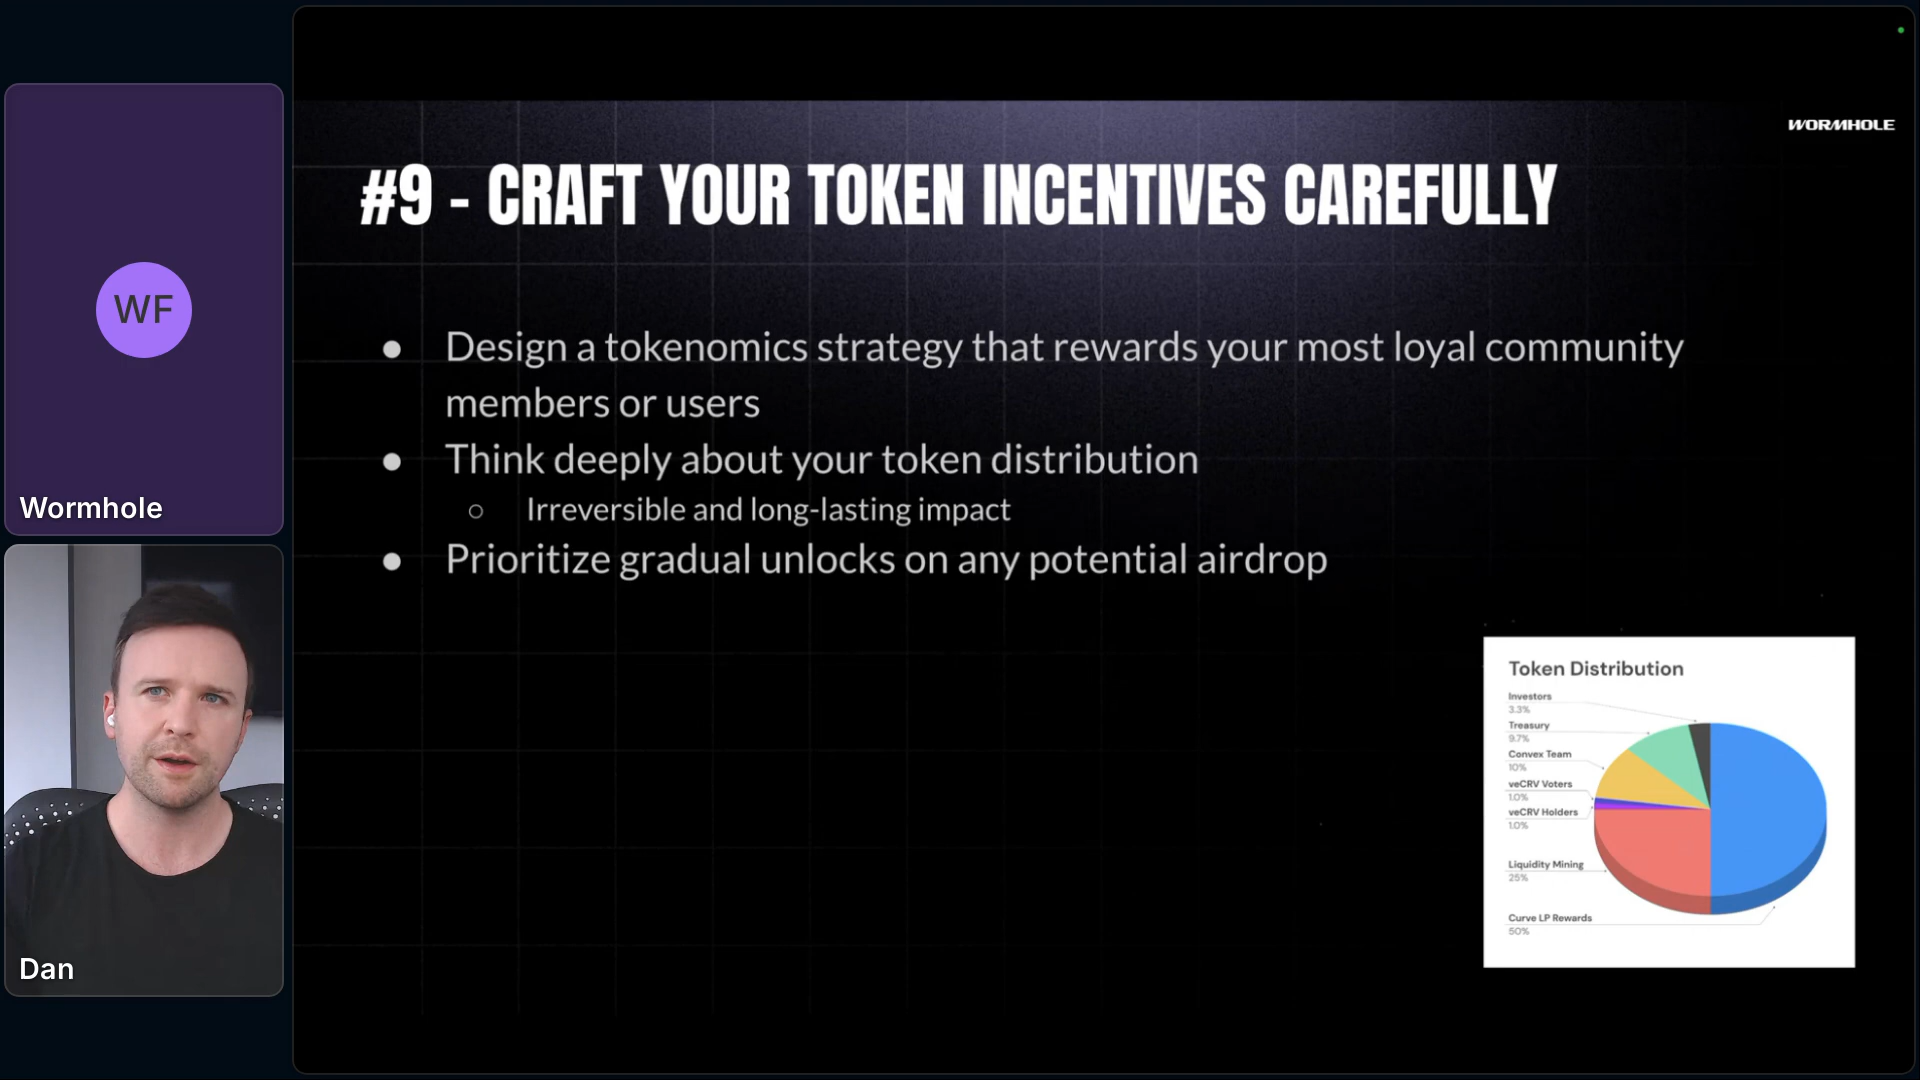 WF
Wormhole
Dan
WORMHOLE
#9 - CRAFT YOUR TOKEN INCENTIVES CAREFULLY
● Design a tokenomics strategy that rewards your most loyal community
members or users
● Think deeply about your token distribution
○ Irreversible and long-lasting impact
● Prioritize gradual unlocks on any potential airdrop
Token Distribution
Investors
3.3%
Treasury
9.7%
Convex Team
10%
veCRV Voters
1.0%
veCRV Holders
1.0%
Liquidity Mining
25%
Curve LP Rewards
50%